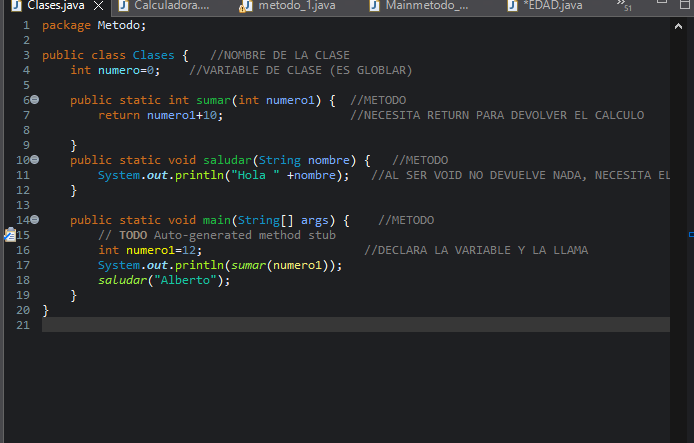 Clases.java Calculadora.... metodo_1.java Mainmetodo_... *EDAD.java »51
1 package Metodo;
2
3 public class Clases { //NOMBRE DE LA CLASE
4 int numero=0; //VARIABLE DE CLASE (ES GLOBLAR)
5
6 public static int sumar(int numero1) { //METODO
7 return numero1+10; //NECESITA RETURN PARA DEVOLVER EL CALCULO
8
9 }
10 public static void saludar(String nombre) { //METODO
11 System.out.println("Hola " +nombre); //AL SER VOID NO DEVUELVE NADA, NECESITA EL
12 }
13
14 public static void main(String[] args) { //METODO
15 // TODO Auto-generated method stub
16 int numero1=12; //DECLARA LA VARIABLE Y LA LLAMA
17 System.out.println(sumar(numero1));
18 saludar("Alberto");
19 }
20 }
21